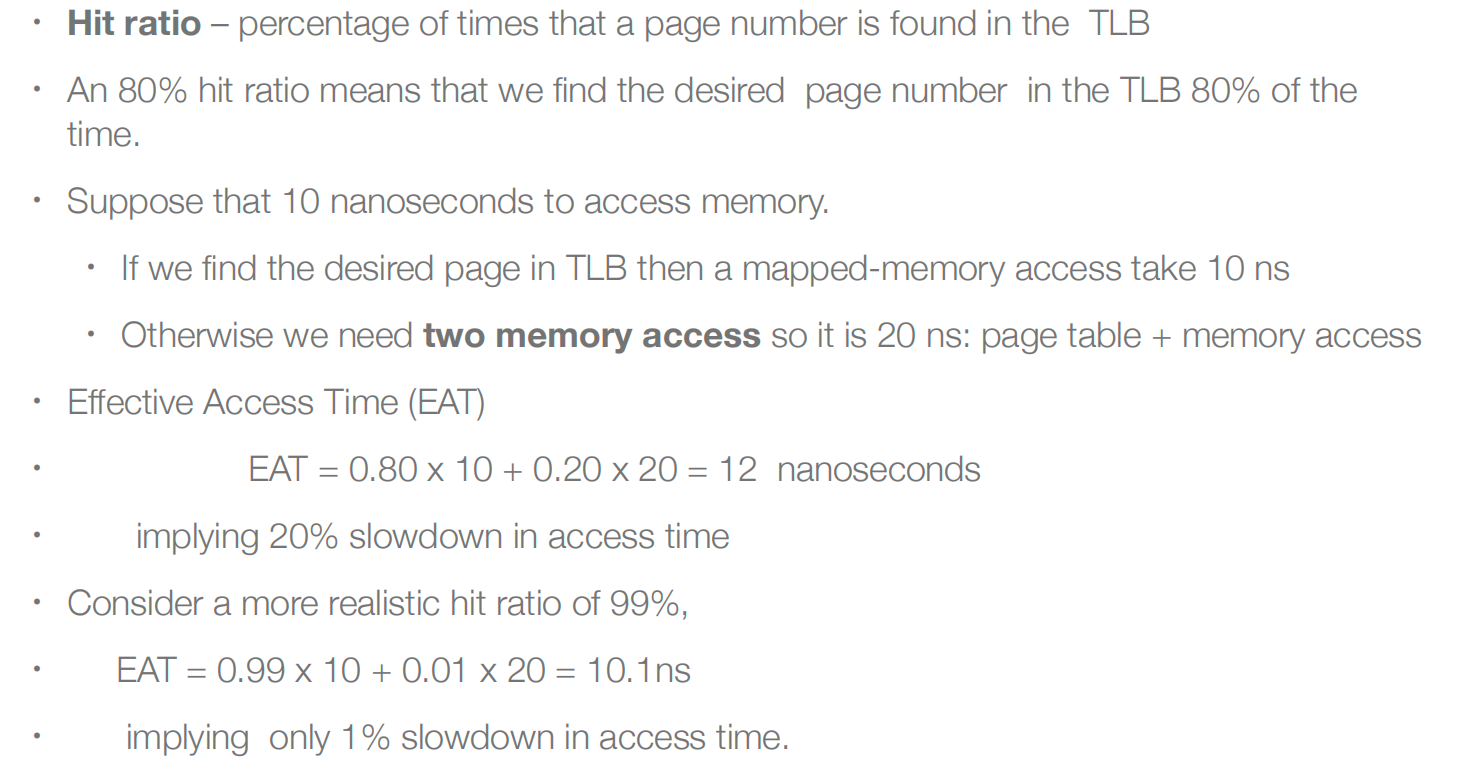 • Hit ratio – percentage of times that a page number is found in the TLB
• An 80% hit ratio means that we find the desired page number in the TLB 80% of the
time.
• Suppose that 10 nanoseconds to access memory.
• If we find the desired page in TLB then a mapped-memory access take 10 ns
• Otherwise we need two memory access so it is 20 ns: page table + memory access
• Effective Access Time (EAT)
• EAT = 0.80 x 10 + 0.20 x 20 = 12 nanoseconds
• implying 20% slowdown in access time
• Consider a more realistic hit ratio of 99%,
• EAT = 0.99 x 10 + 0.01 x 20 = 10.1ns
• implying only 1% slowdown in access time.